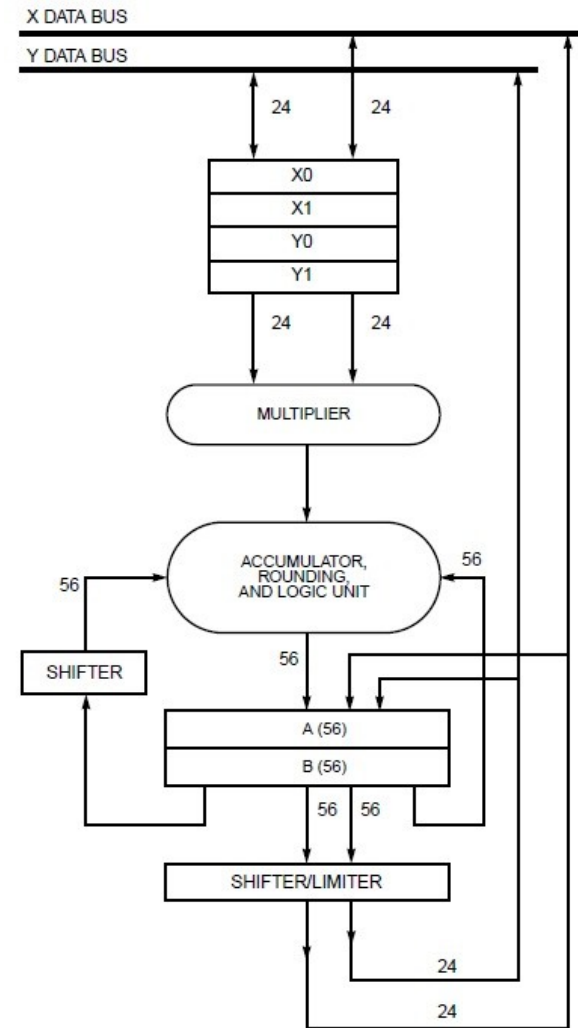 X DATA BUS
Y DATA BUS
24
24
X0
X1
Y0
Y1
24
24
MULTIPLIER
ACCUMULATOR,
ROUNDING,
AND LOGIC UNIT
56
56
56
SHIFTER
A (56)
B (56)
56
56
SHIFTER/LIMITER
24
24